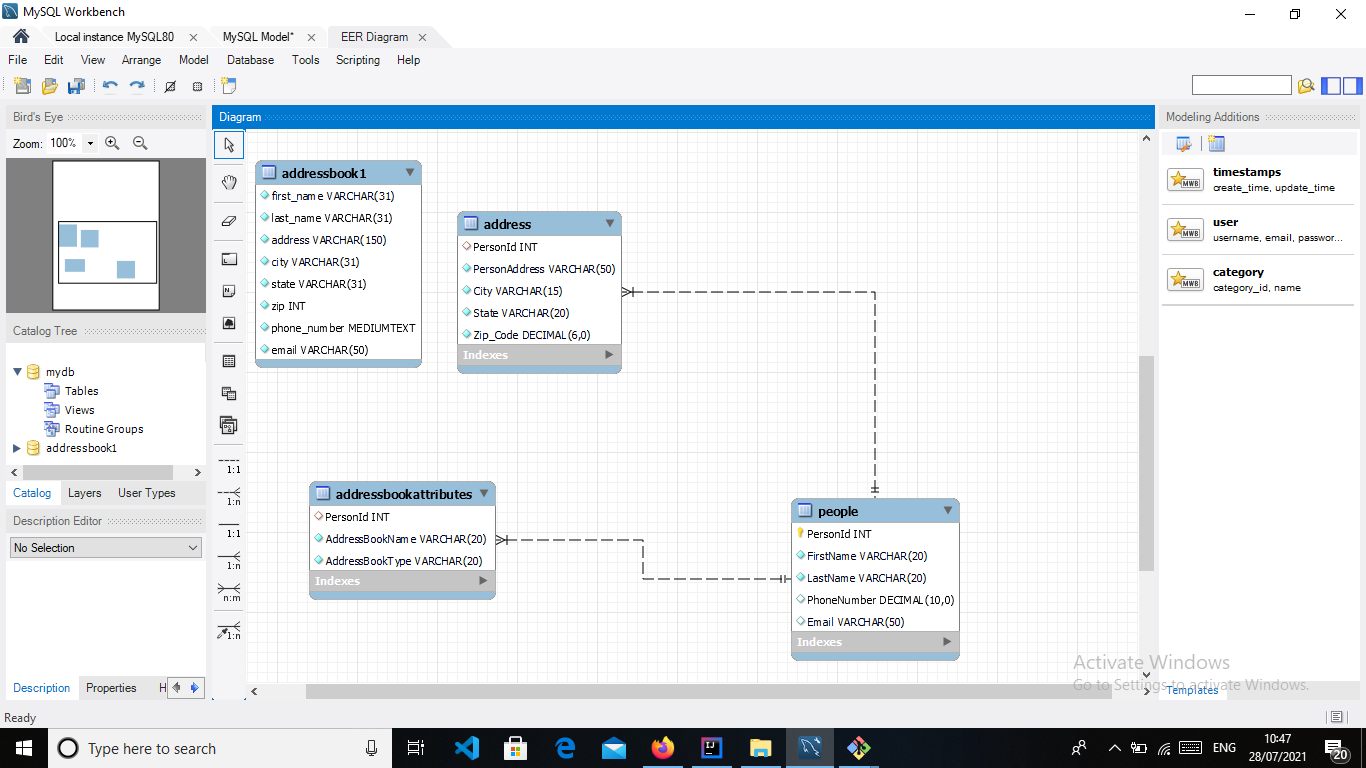 MySQL Workbench
Local instance MySQL80
MySQL Model*
EER Diagram
File Edit View Arrange Model Database Tools Scripting Help
Bird's Eye
Zoom: 100%
Catalog Tree
mydb
Tables
Views
Routine Groups
addressbook1
Catalog Layers User Types
Description Editor
No Selection
Description Properties H
Diagram
1:1
1:n
1:1
1:n
n:m
1:n
addressbook1
first_name VARCHAR(31)
last_name VARCHAR(31)
address VARCHAR(150)
city VARCHAR(31)
state VARCHAR(31)
zip INT
phone_number MEDIUMTEXT
email VARCHAR(50)
address
PersonId INT
PersonAddress VARCHAR(50)
City VARCHAR(15)
State VARCHAR(20)
Zip_Code DECIMAL(6,0)
Indexes
addressbookattributes
PersonId INT
AddressBookName VARCHAR(20)
AddressBookType VARCHAR(20)
Indexes
people
PersonId INT
FirstName VARCHAR(20)
LastName VARCHAR(20)
PhoneNumber DECIMAL(10,0)
Email VARCHAR(50)
Indexes
Modeling Additions
MWB
timestamps
create_time, update_time
MWB
user
username, email, passwor...
MWB
category
category_id, name
Templates
Activate Windows
Go to Settings to activate Windows.
Ready
Type here to search
IJ
ENG
10:47
28/07/2021
20